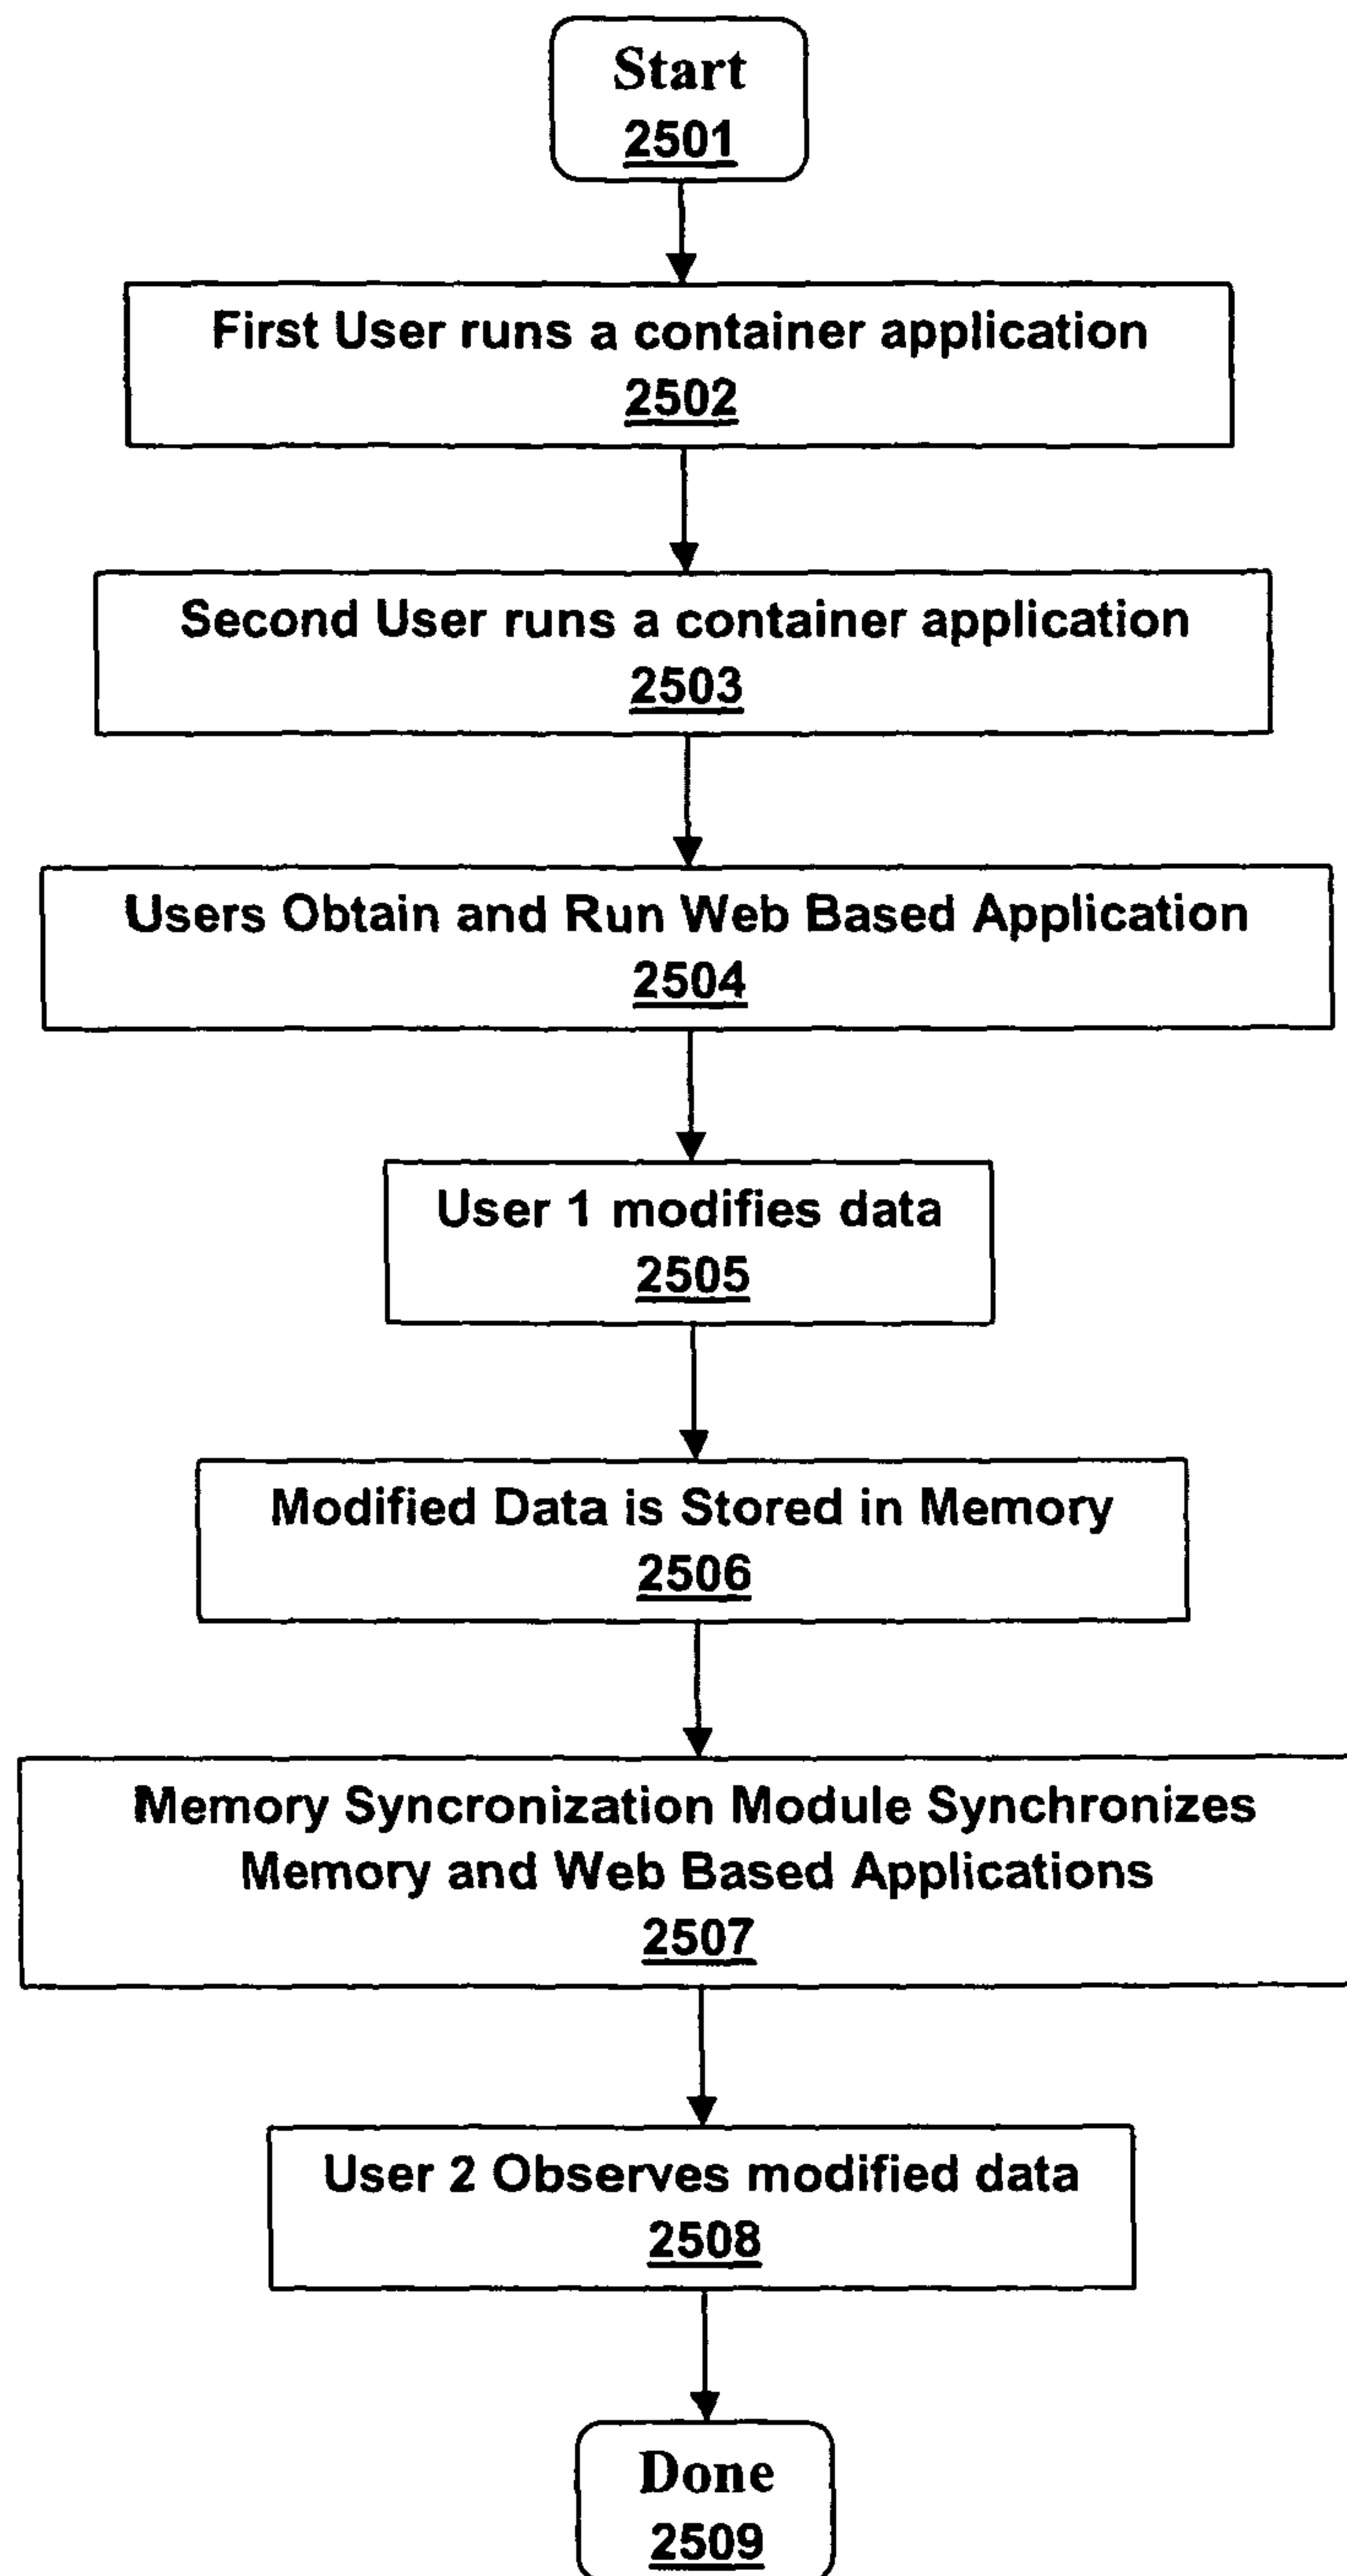 Start
2501
First User runs a container application
2502
Second User runs a container application
2503
Users Obtain and Run Web Based Application
2504
User 1 modifies data
2505
Modified Data is Stored in Memory
2506
Memory Syncronization Module Synchronizes
Memory and Web Based Applications
2507
User 2 Observes modified data
2508
Done
2509